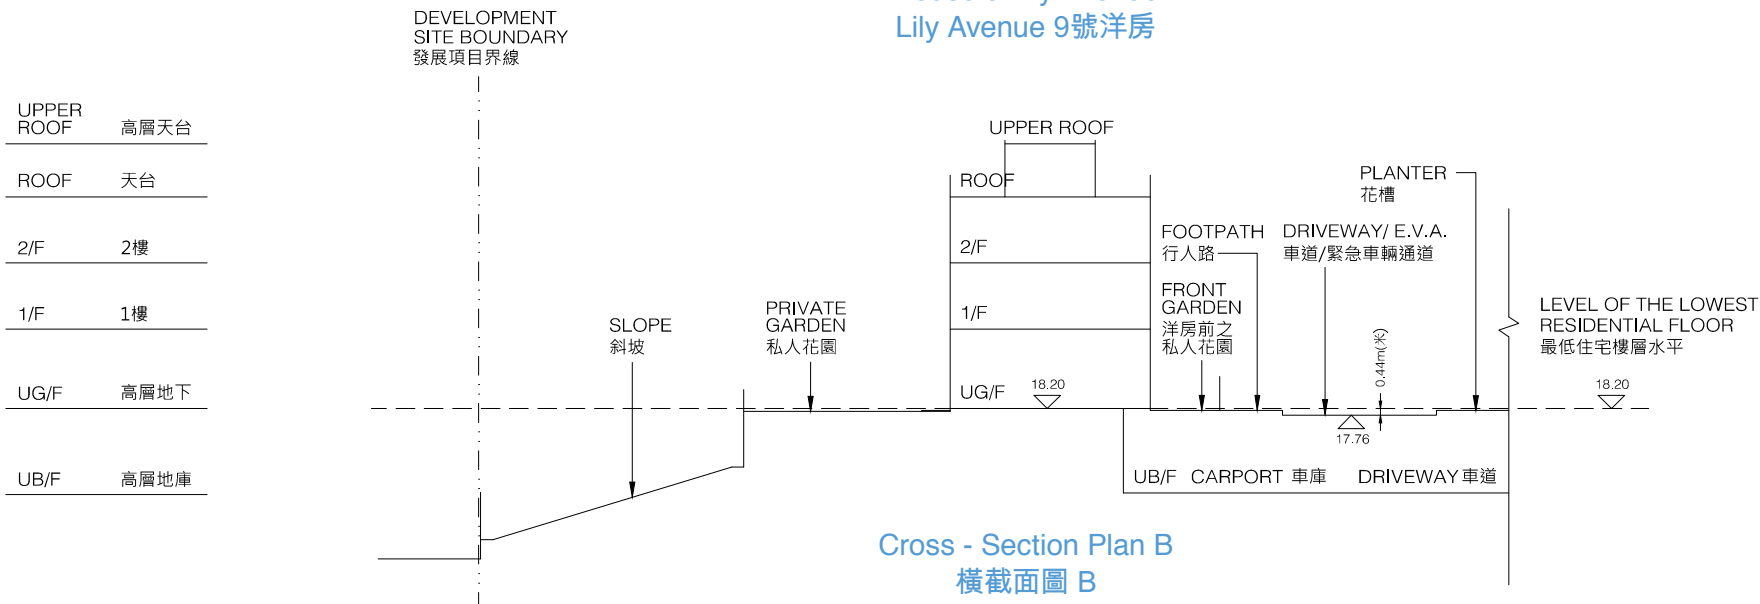 Lily Avenue 9號洋房
DEVELOPMENT
SITE BOUNDARY
發展項目界線
UPPER
ROOF 高層天台
ROOF 天台
2/F 2樓
1/F 1樓
UG/F 高層地下
UB/F 高層地庫
SLOPE
斜坡
PRIVATE
GARDEN
私人花園
UPPER ROOF
ROOF
2/F
1/F
UG/F
18.20
FOOTPATH
行人路
FRONT
GARDEN
洋房前之
私人花園
DRIVEWAY/ E.V.A.
車道/緊急車輛通道
PLANTER
花槽
0.44m(米)
17.76
UB/F CARPORT 車庫 DRIVEWAY 車道
LEVEL OF THE LOWEST
RESIDENTIAL FLOOR
最低住宅樓層水平
18.20
Cross - Section Plan B
橫截面圖 B